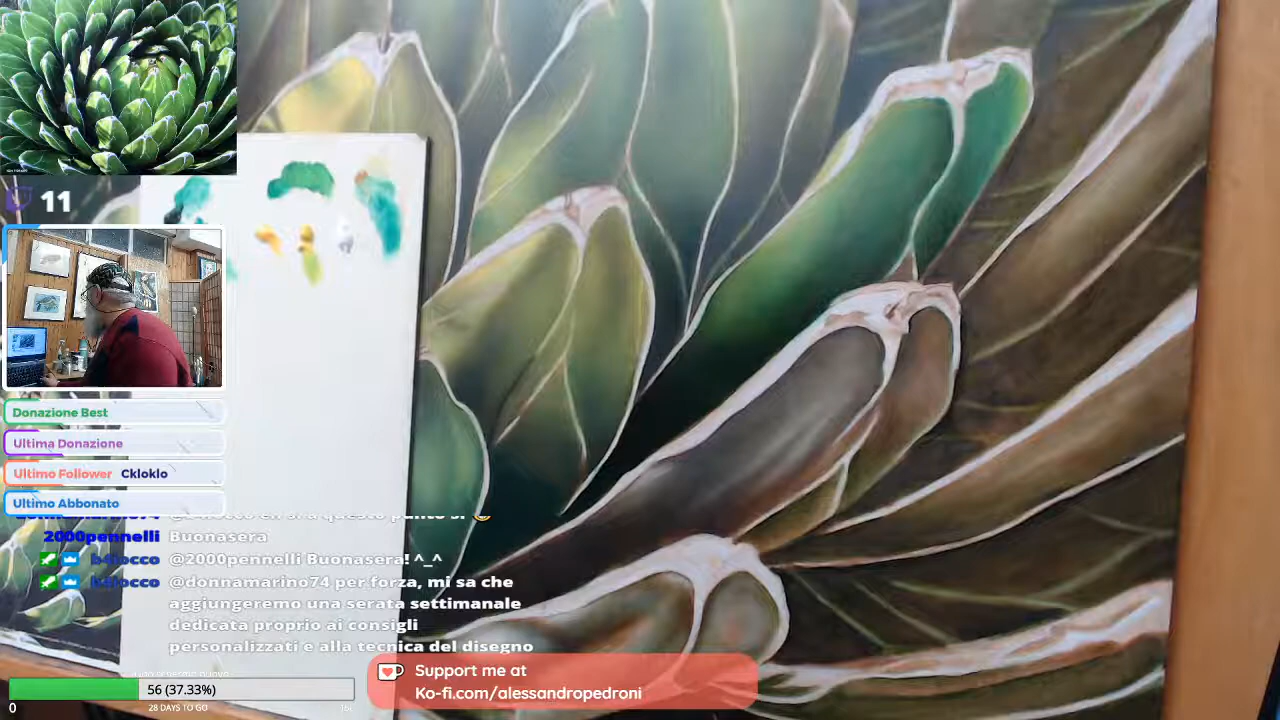 11
Donazione Best
Ultima Donazione
Ultimo Follower Ckloklo
Ultimo Abbonato
2000pennelli Buonasera
@2000pennelli Buonasera! ^_^
@donnamarino74 per forza, mi sa che
aggiungeremo una serata settimanale
dedicata proprio ai consigli
personalizzati e alla tecnica del disegno
56 (37.33%)
0
28 DAYS TO GO
Support me at
Ko-fi.com/alessandropedroni